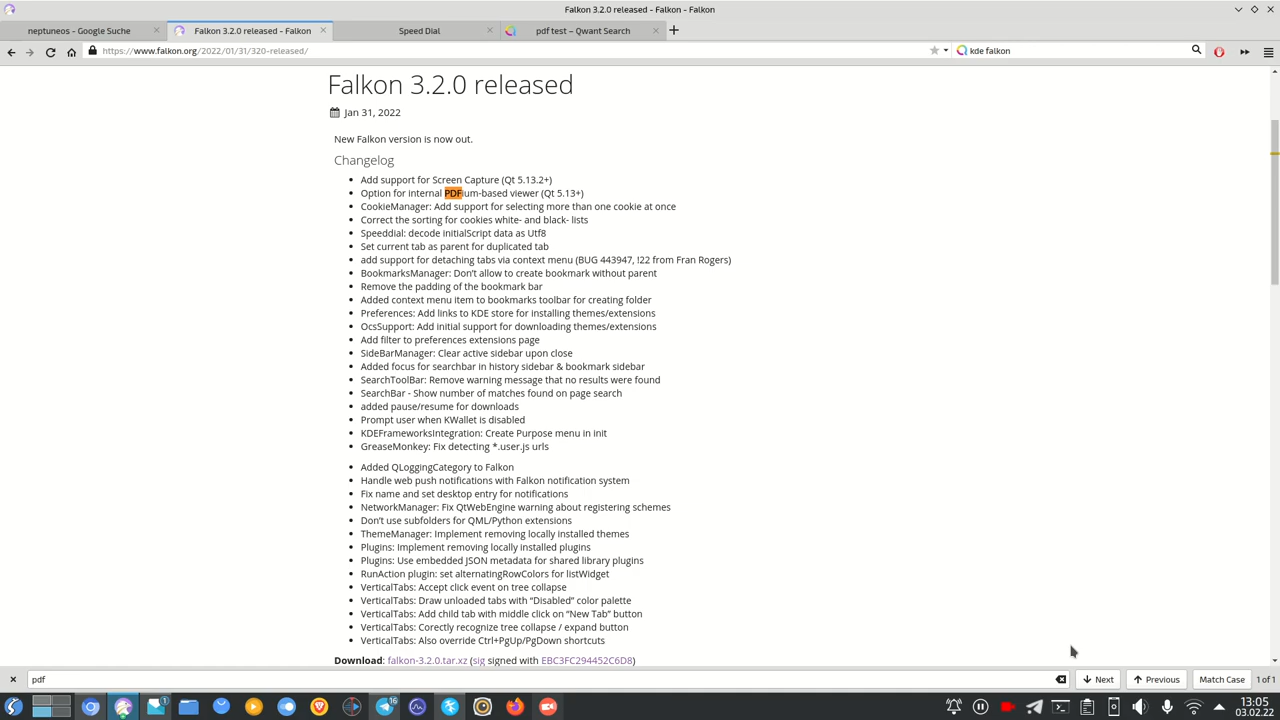 Falkon 3.2.0 released - Falkon - Falkon
neptuneos - Google Suche
Falkon 3.2.0 released - Falkon
Speed Dial
pdf test – Qwant Search
https://www.falkon.org/2022/01/31/320-released/
kde falkon
Falkon 3.2.0 released
Jan 31, 2022
New Falkon version is now out.
Changelog
Add support for Screen Capture (Qt 5.13.2+)
Option for internal PDFium-based viewer (Qt 5.13+)
CookieManager: Add support for selecting more than one cookie at once
Correct the sorting for cookies white- and black- lists
Speeddial: decode initialScript data as Utf8
Set current tab as parent for duplicated tab
add support for detaching tabs via context menu (BUG 443947, !22 from Fran Rogers)
BookmarksManager: Don't allow to create bookmark without parent
Remove the padding of the bookmark bar
Added context menu item to bookmarks toolbar for creating folder
Preferences: Add links to KDE store for installing themes/extensions
OcsSupport: Add initial support for downloading themes/extensions
Add filter to preferences extensions page
SideBarManager: Clear active sidebar upon close
Added focus for searchbar in history sidebar & bookmark sidebar
SearchToolBar: Remove warning message that no results were found
SearchBar - Show number of matches found on page search
added pause/resume for downloads
Prompt user when KWallet is disabled
KDEFrameworksIntegration: Create Purpose menu in init
GreaseMonkey: Fix detecting *.user.js urls
Added QLoggingCategory to Falkon
Handle web push notifications with Falkon notification system
Fix name and set desktop entry for notifications
NetworkManager: Fix QtWebEngine warning about registering schemes
Don't use subfolders for QML/Python extensions
ThemeManager: Implement removing locally installed themes
Plugins: Implement removing locally installed plugins
Plugins: Use embedded JSON metadata for shared library plugins
RunAction plugin: set alternatingRowColors for listWidget
VerticalTabs: Accept click event on tree collapse
VerticalTabs: Draw unloaded tabs with “Disabled” color palette
VerticalTabs: Add child tab with middle click on “New Tab” button
VerticalTabs: Corectly recognize tree collapse / expand button
VerticalTabs: Also override Ctrl+PgUp/PgDown shortcuts
Download: falkon-3.2.0.tar.xz (sig signed with EBC3FC294452C6D8)
pdf
Next
Previous
Match Case
1 of 1
1
16
13:05
03.02.22